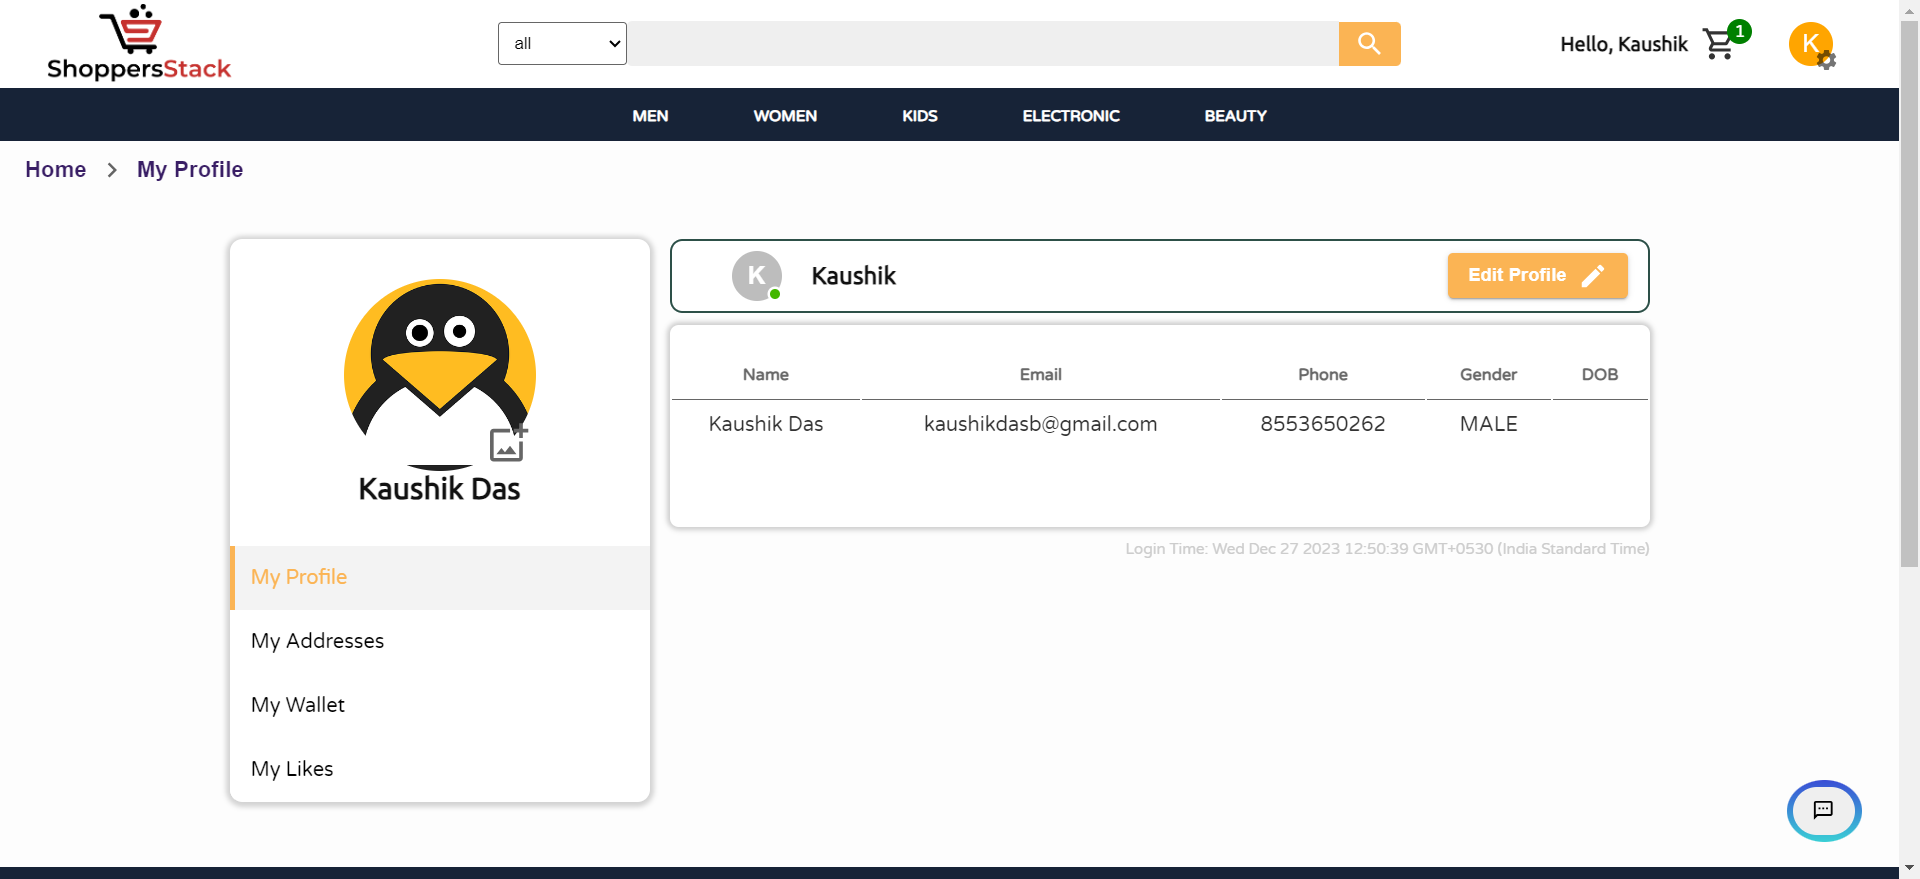 ShoppersStack
all
Hello, Kaushik
1
K
MEN WOMEN KIDS ELECTRONIC BEAUTY
Home > My Profile
K Kaushik
Edit Profile
Kaushik Das
Name Email Phone Gender DOB
Kaushik Das kaushikdasb@gmail.com 8553650262 MALE
Login Time: Wed Dec 27 2023 12:50:39 GMT+0530 (India Standard Time)
My Profile
My Addresses
My Wallet
My Likes